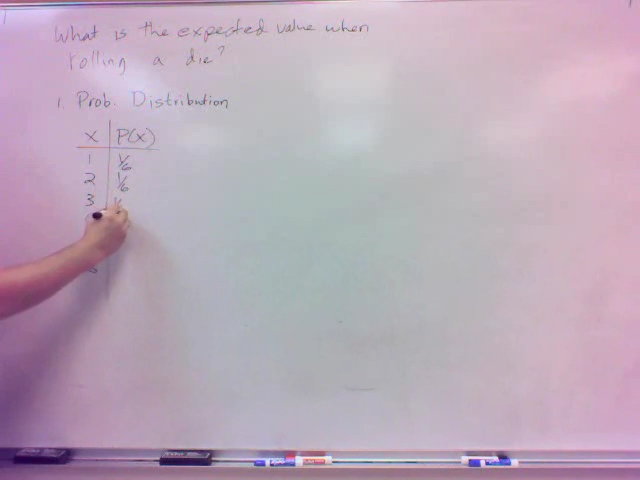 What is the expected value when
rolling a die?
1. Prob. Distribution
X P(X)
1 1/6
2 1/6
3